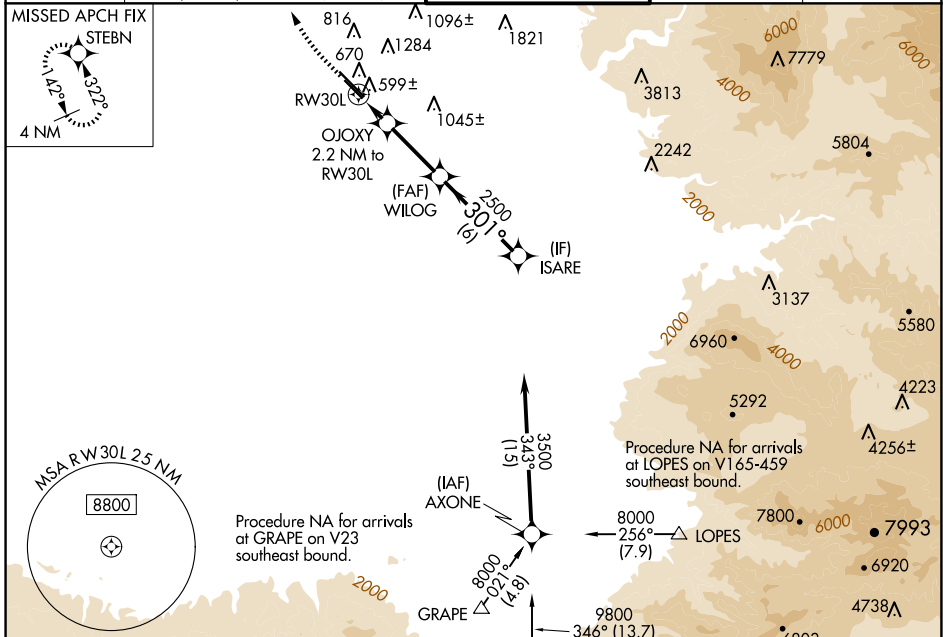 MISSED APCH FIX
STEBN
142°
322°
4 NM
816
1096±
1821
1284
670
599±
RW30L
1045±
OJOXY
2.2 NM to
RW30L
(FAF)
WILOG
2500
301°
(6)
(IF)
ISARE
6000
7779
6000
3813
4000
2242
5804
2000
3137
5580
2000
6960
4000
4223
5292
4256±
MSA RW30L 25 NM
8800
3500
343°
(15)
Procedure NA for arrivals
at LOPES on V165-459
southeast bound.
(IAF)
AXONE
Procedure NA for arrivals
at GRAPE on V23
southeast bound.
8000
256°
(7.9)
LOPES
7800
6000
7993
6920
2000
8000
021°
(4.8)
GRAPE
9800
346° (13.7)
4738